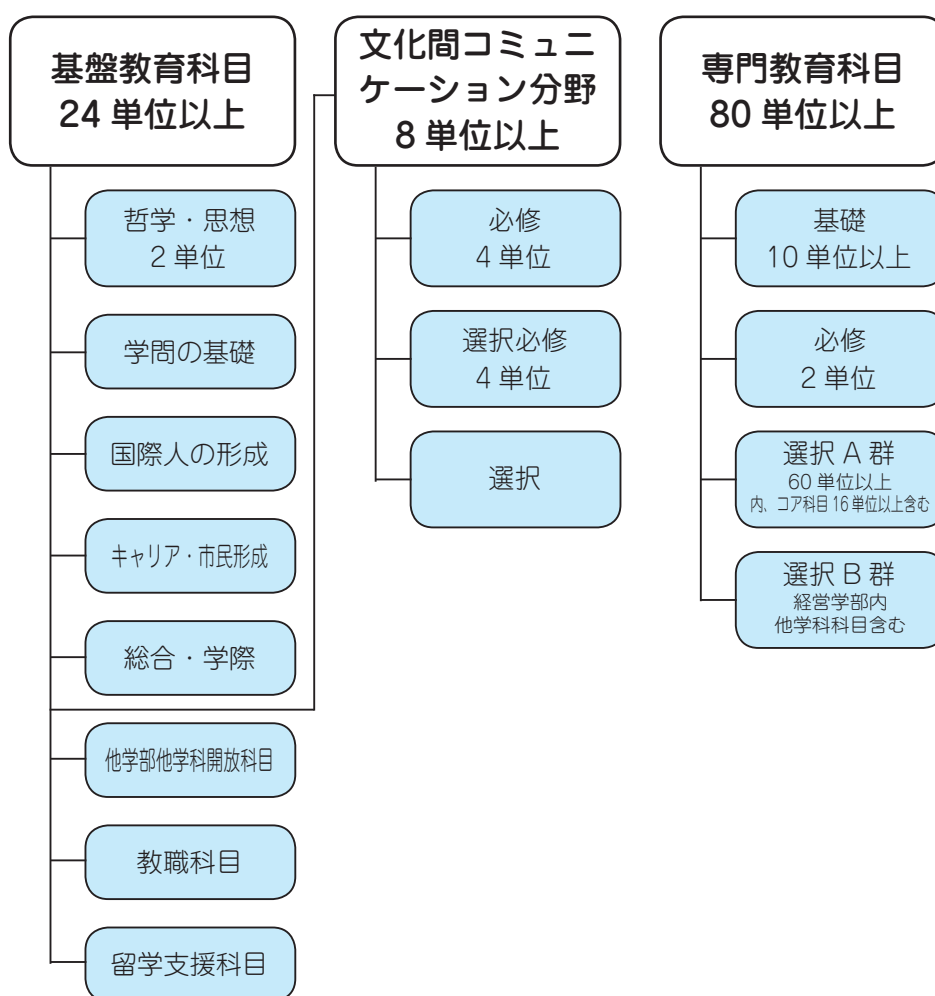 基盤教育科目
24 単位以上
哲学・思想
2 単位
学問の基礎
国際人の形成
キャリア・市民形成
総合・学際
他学部他学科開放科目
教職科目
留学支援科目
文化間コミュニ
ケーション分野
8 単位以上
必修
4 単位
選択必修
4 単位
選択
専門教育科目
80 単位以上
基礎
10 単位以上
必修
2 単位
選択 A 群
60 単位以上
内、コア科目 16 単位以上含む
選択 B 群
経営学部内
他学科科目含む